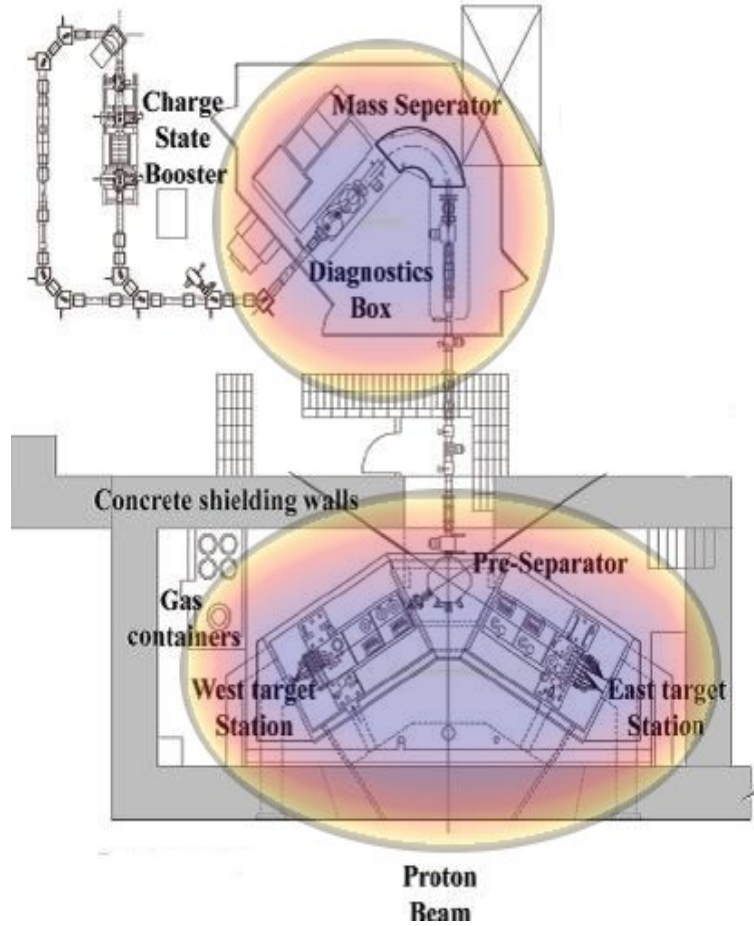 Charge
State
Booster
Mass Seperator
Diagnostics
Box
Concrete shielding walls
Pre-Separator
Gas
containers
West target
Station
East target
Station
Proton
Beam